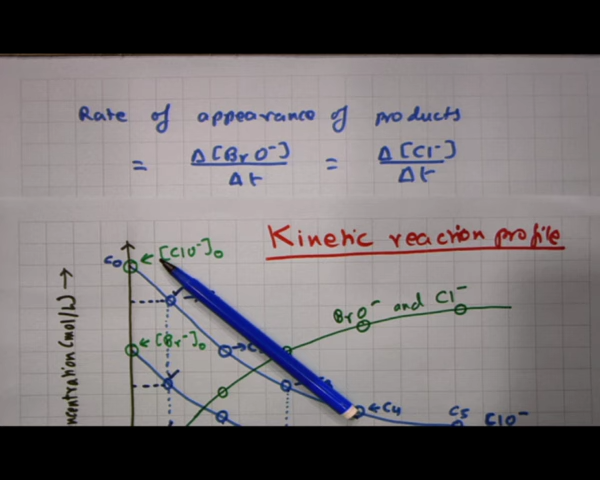 Rate of appearance of products
= Δ[BrO⁻]/Δt = Δ[Cl⁻]/Δt
Kinetic reaction profile
C₀ ← [ClO⁻]₀
BrO⁻ and Cl⁻
← [Br⁻]₀
← C₄
C₅ ClO⁻
(mol/L) →